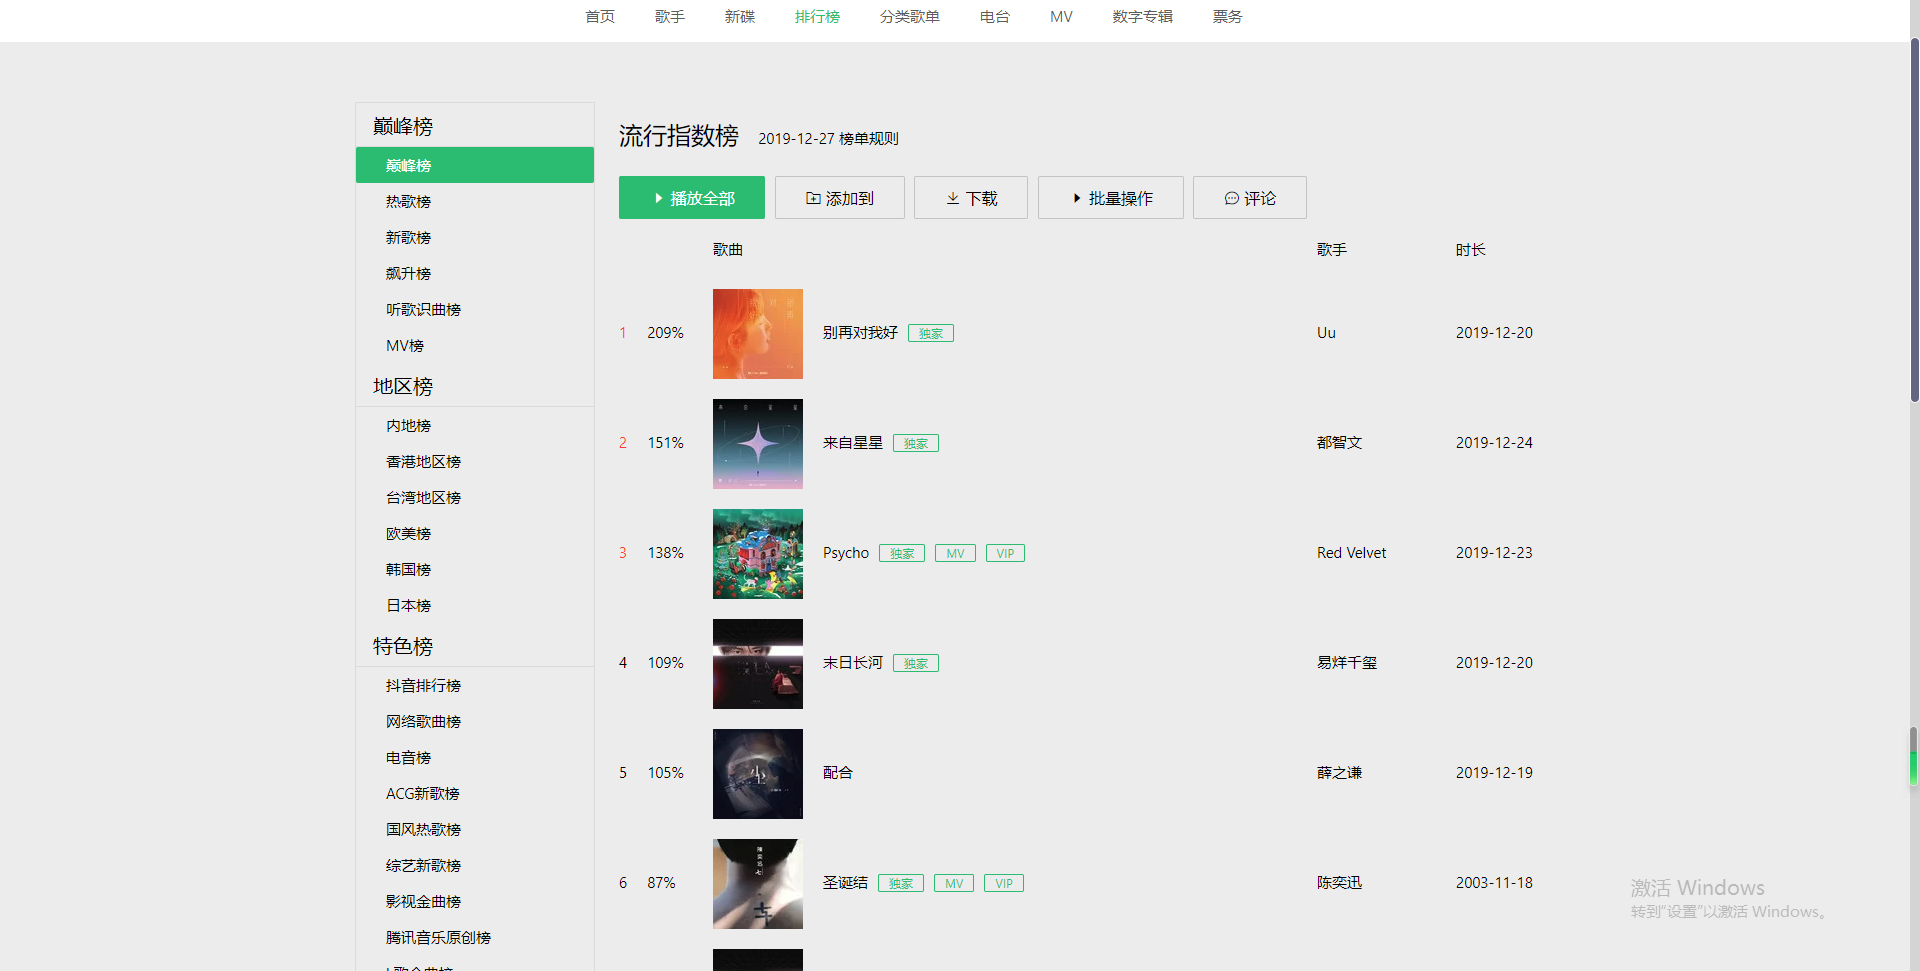 首页 歌手 新碟 排行榜 分类歌单 电台 MV 数字专辑 票务
巅峰榜
巅峰榜
热歌榜
新歌榜
飙升榜
听歌识曲榜
MV榜
地区榜
内地榜
香港地区榜
台湾地区榜
欧美榜
韩国榜
日本榜
特色榜
抖音排行榜
网络歌曲榜
电音榜
ACG新歌榜
国风热歌榜
综艺新歌榜
影视金曲榜
腾讯音乐原创榜
流行指数榜 2019-12-27 榜单规则
播放全部 添加到 下载 批量操作 评论
歌曲 歌手 时长
1 209% 别再对我好 独家 Uu 2019-12-20
2 151% 来自星星 独家 都智文 2019-12-24
3 138% Psycho 独家 MV VIP Red Velvet 2019-12-23
4 109% 末日长河 独家 易烊千玺 2019-12-20
5 105% 配合 薛之谦 2019-12-19
6 87% 圣诞结 独家 MV VIP 陈奕迅 2003-11-18
激活 Windows
转到"设置"以激活 Windows。